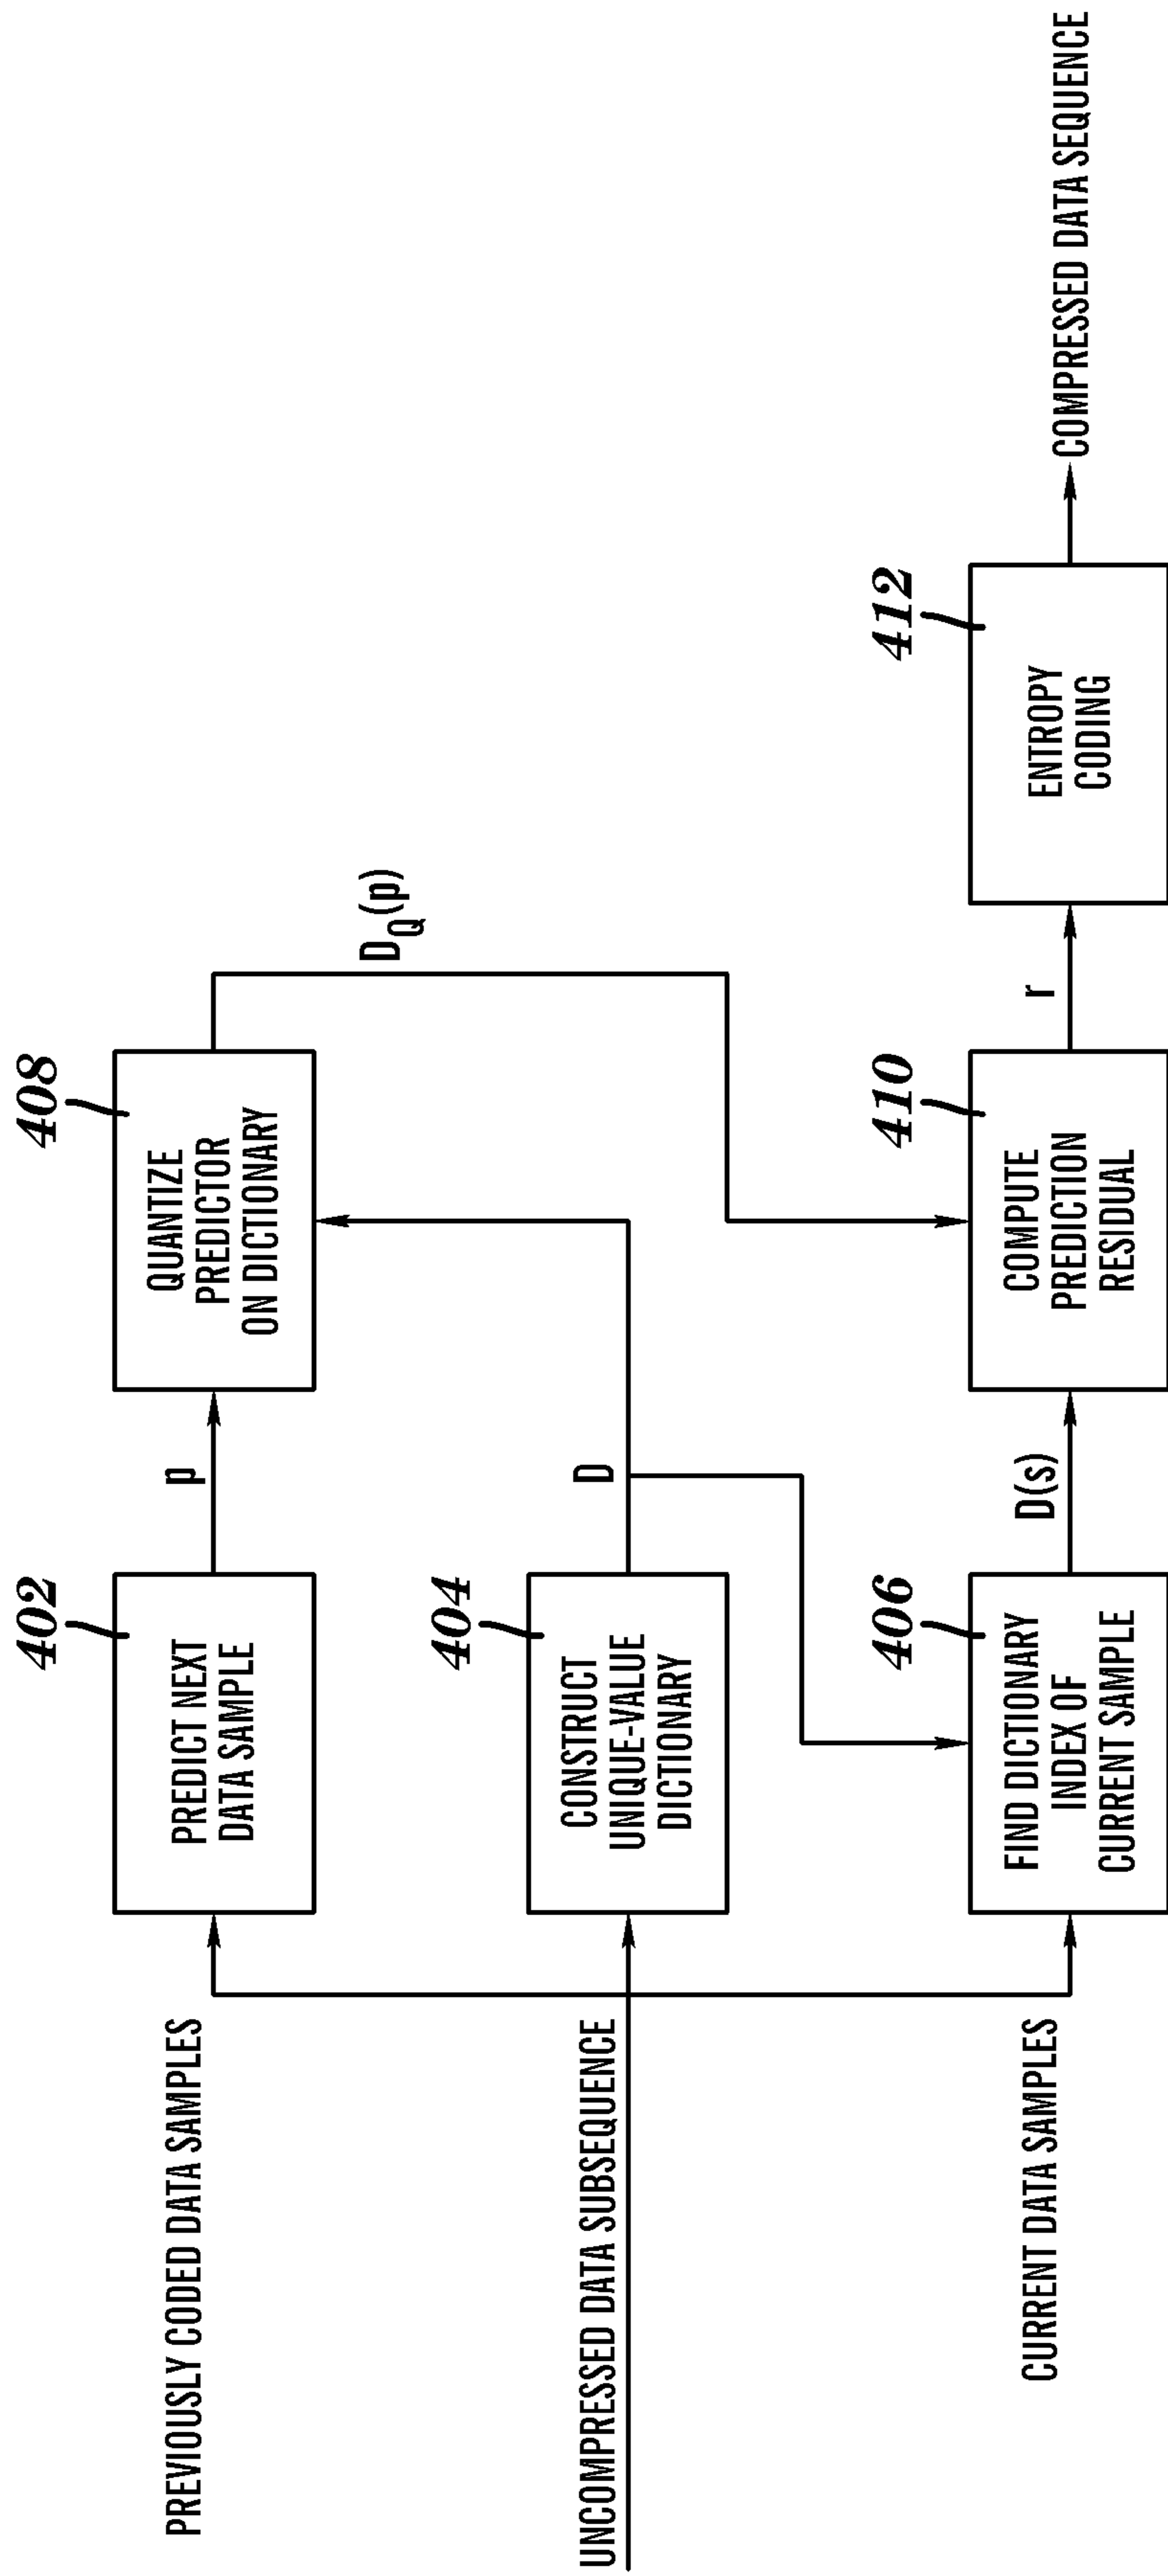 PREVIOUSLY CODED DATA SAMPLES
402
PREDICT NEXT
DATA SAMPLE
p
408
QUANTIZE
PREDICTOR
ON DICTIONARY
D_Q(p)
UNCOMPRESSED DATA SUBSEQUENCE
404
CONSTRUCT
UNIQUE-VALUE
DICTIONARY
D
CURRENT DATA SAMPLES
406
FIND DICTIONARY
INDEX OF
CURRENT SAMPLE
D(s)
410
COMPUTE
PREDICTION
RESIDUAL
r
412
ENTROPY
CODING
COMPRESSED DATA SEQUENCE